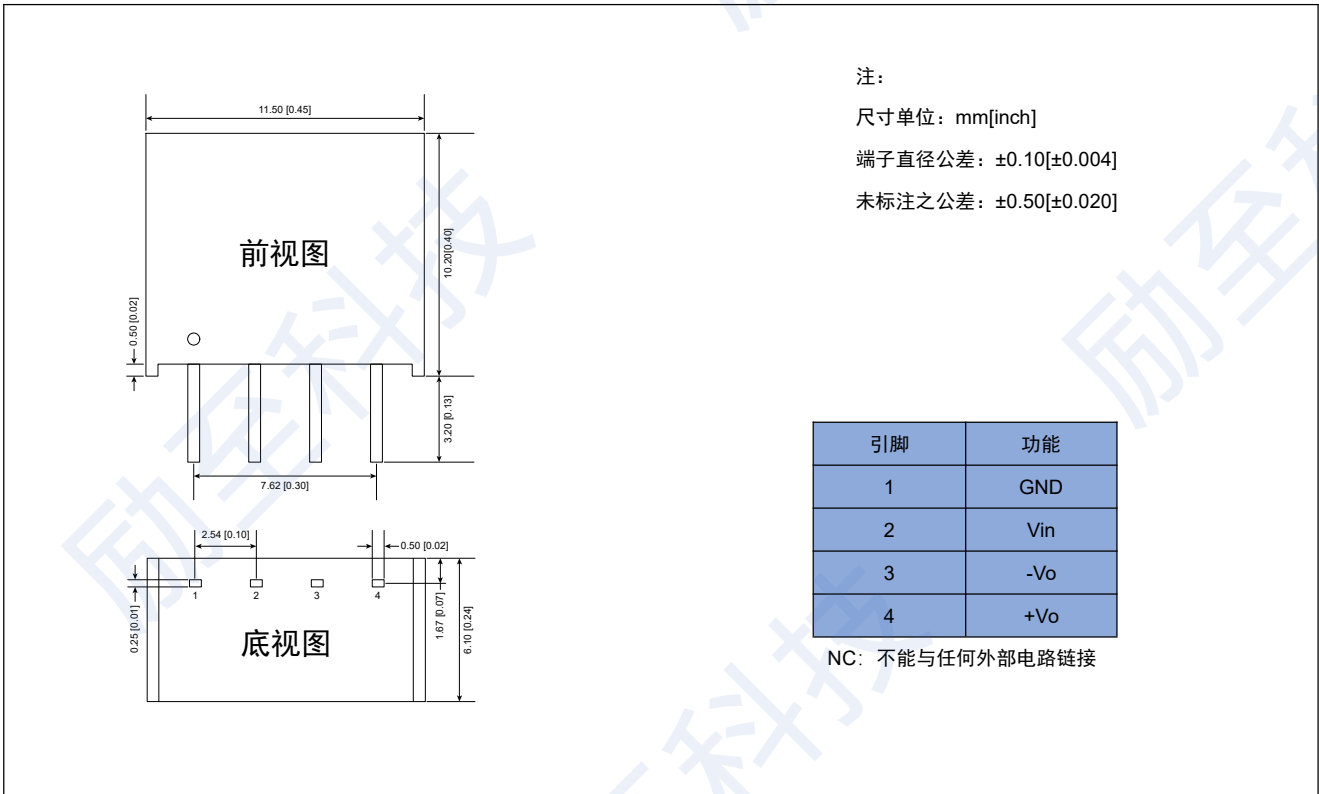 11.50 [0.45]
前视图
10.20[0.40]
0.50 [0.02]
3.20 [0.13]
7.62 [0.30]
2.54 [0.10]
0.50 [0.02]
1 2 3 4
0.25 [0.01]
底视图
1.67 [0.07]
6.10 [0.24]
注：
尺寸单位：mm[inch]
端子直径公差：±0.10[±0.004]
未标注之公差：±0.50[±0.020]
引脚 功能
1 GND
2 Vin
3 -Vo
4 +Vo
NC：不能与任何外部电路链接
励至科技